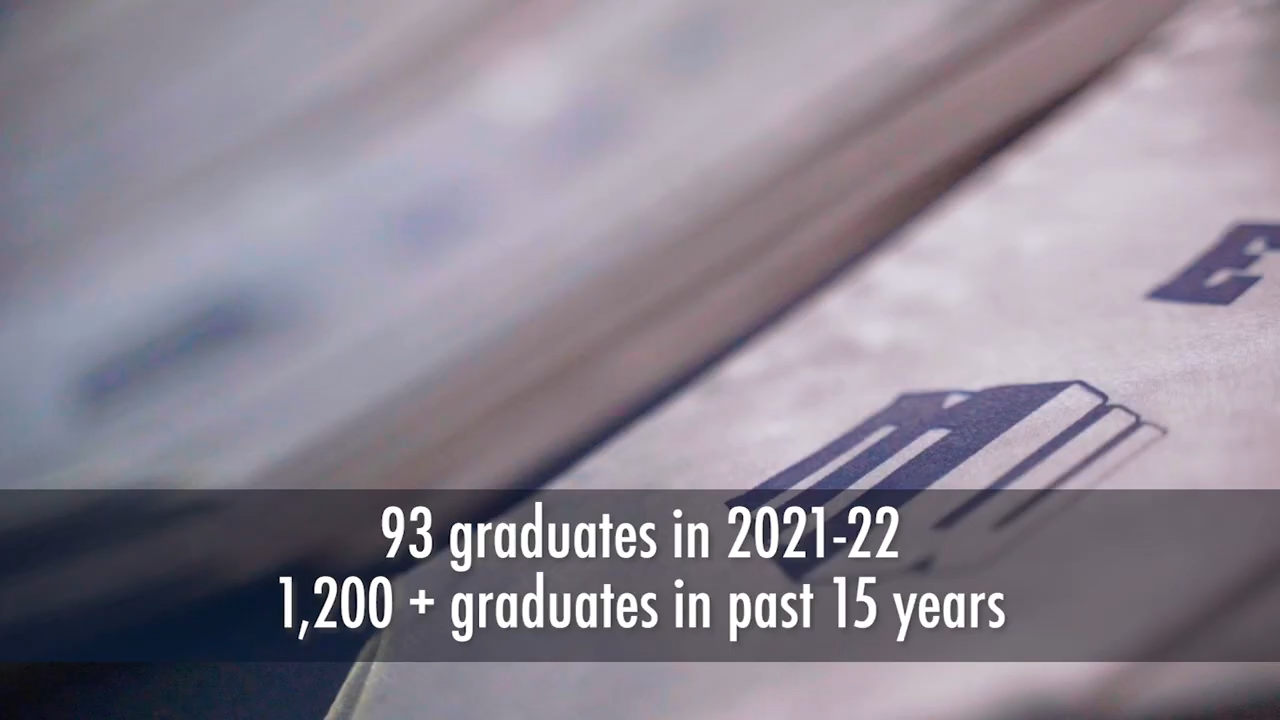 E
93 graduates in 2021-22
1,200 + graduates in past 15 years